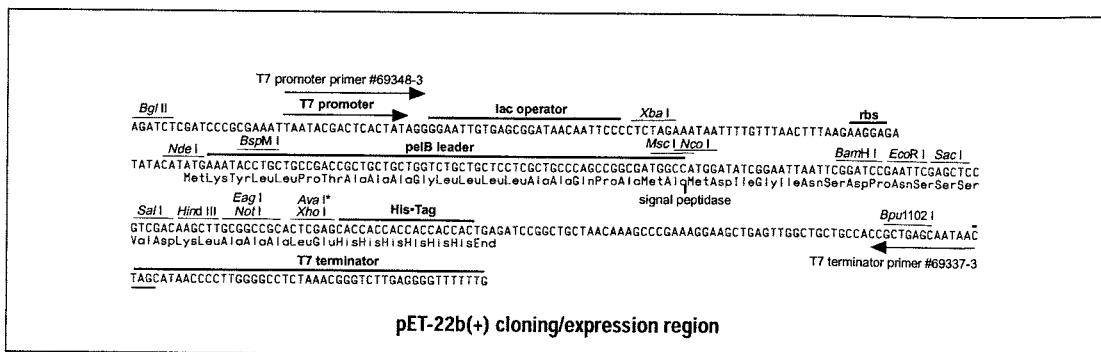 T7 promoter primer #69348-3
Bgl II T7 promoter lac operator Xba I rbs
AGATCTCGATCCCGCGAAATTAATACGACTCACTATAGGGGAATTGTGAGCGGATAACAATTCCCCTCTAGAAATAATTTTGTTTAACTTTAAGAAGGAGA
Nde I BspM I pelB leader Msc I Nco I BamH I EcoR I Sac I
TATACATATGAAATACCTGCTGCCGACCGCTGCTGCTGGTCTGCTGCTCCTCGCTGCCCAGCCGGCGATGGCCATGGATATCGGAATTAATTCGGATCCGAATTCGAGCTCC
MetLysTyrLeuLeuProThrAlaAlaAlaGlyLeuLeuLeuLeuAlaAlaGlnProAlaMetAlaMetAspIleGlyIleAsnSerAspProAsnSerSerSer
signal peptidase
Sal I Hind III Eag I Not I Ava I* Xho I His•Tag Bpu1102 I
GTCGACAAGCTTGCGGCCGCACTCGAGCACCACCACCACCACCACTGAGATCCGGCTGCTAACAAAGCCCGAAAGGAAGCTGAGTTGGCTGCTGCCACCGCTGAGCAATAAC
ValAspLysLeuAlaAlaAlaLeuGluHisHisHisHisHisHisEnd
T7 terminator T7 terminator primer #69337-3
TAGCATAACCCCTTGGGGCCTCTAAACGGGTCTTGAGGGGTTTTTTG
pET-22b(+) cloning/expression region